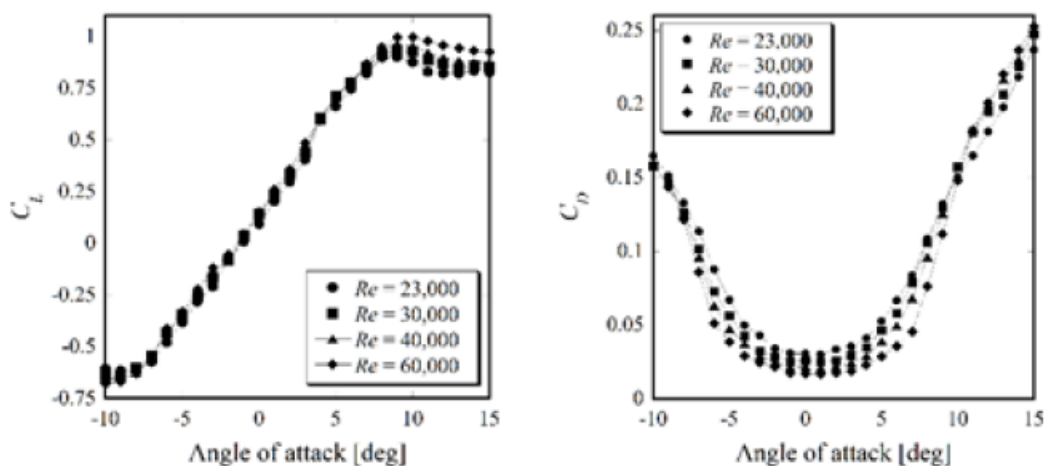 1
0.75
0.5
0.25
0
-0.25
-0.5
-0.75
C_L
Re = 23,000
Re = 30,000
Re = 40,000
Re = 60,000
-10 -5 0 5 10 15
Angle of attack [deg]
0.25
0.2
0.15
0.1
0.05
0
C_D
Re = 23,000
Re = 30,000
Re = 40,000
Re = 60,000
-10 -5 0 5 10 15
Angle of attack [deg]